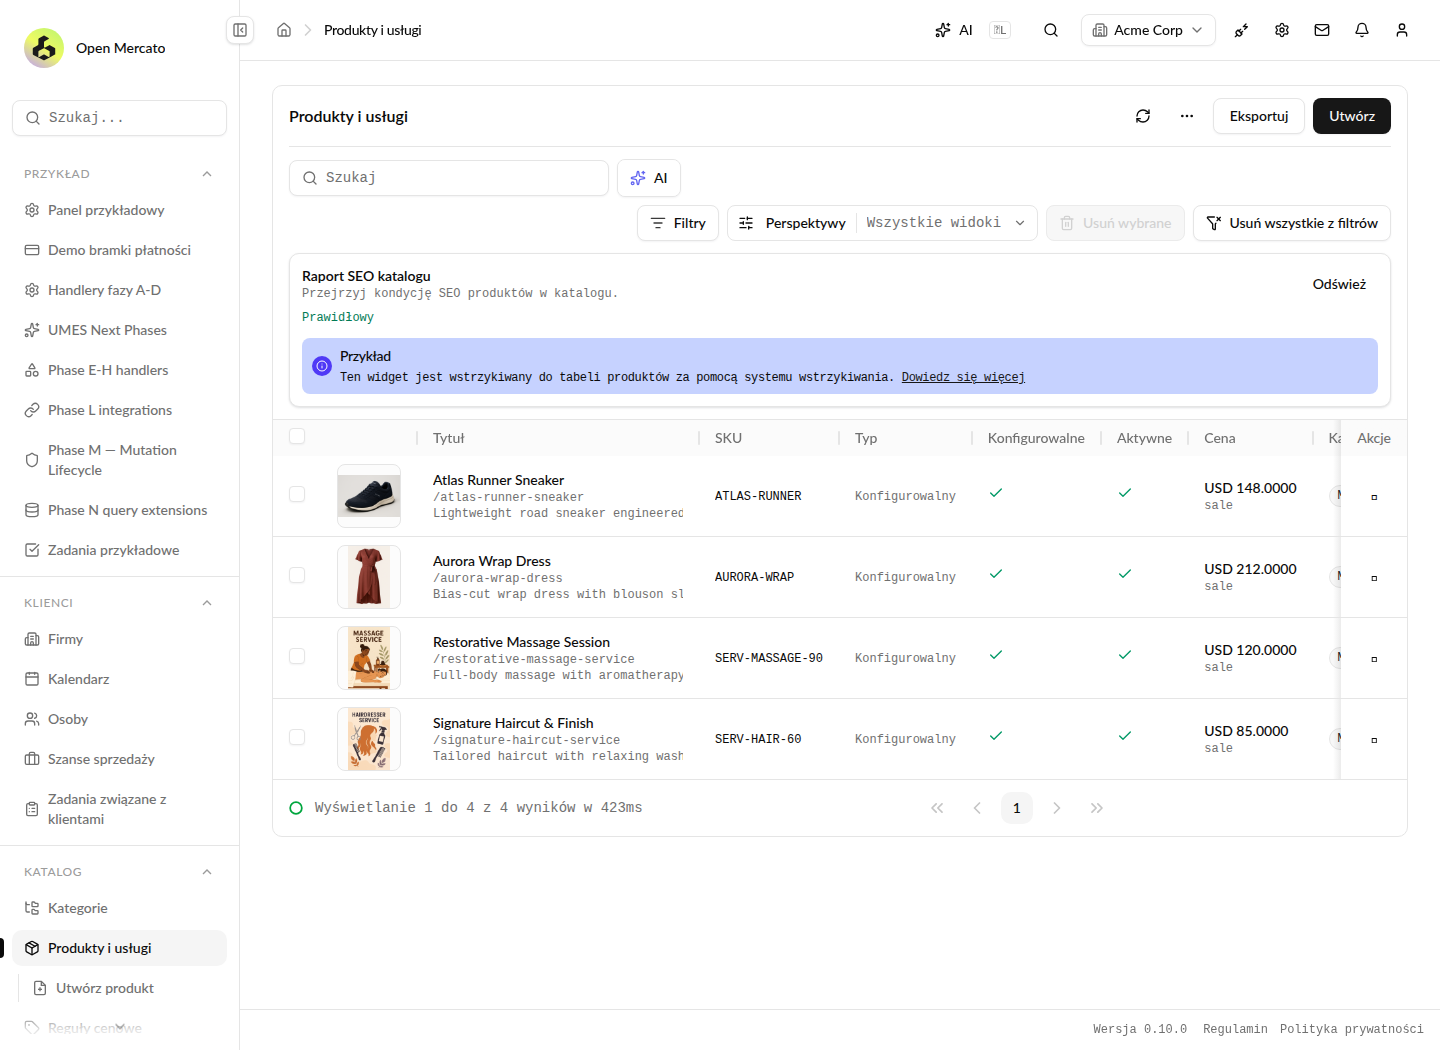 Open Mercato
Szukaj...
PRZYKŁAD
Panel przykładowy
Demo bramki płatności
Handlery fazy A-D
UMES Next Phases
Phase E-H handlers
Phase L integrations
Phase M — Mutation
Lifecycle
Phase N query extensions
Zadania przykładowe
KLIENCI
Firmy
Kalendarz
Osoby
Szanse sprzedaży
Zadania związane z
klientami
KATALOG
Kategorie
Produkty i usługi
Utwórz produkt
Reguły cenowe
Produkty i usługi
AI
L
Acme Corp
Produkty i usługi
Eksportuj
Utwórz
Szukaj
AI
Filtry
Perspektywy
Wszystkie widoki
Usuń wybrane
Usuń wszystkie z filtrów
Raport SEO katalogu
Przejrzyj kondycję SEO produktów w katalogu.
Prawidłowy
Odśwież
Przykład
Ten widget jest wstrzykiwany do tabeli produktów za pomocą systemu wstrzykiwania. Dowiedz się więcej
Tytuł SKU Typ Konfigurowalne Aktywne Cena Ka Akcje
Atlas Runner Sneaker
/atlas-runner-sneaker
Lightweight road sneaker engineered
ATLAS-RUNNER
Konfigurowalny
USD 148.0000
sale
Aurora Wrap Dress
/aurora-wrap-dress
Bias-cut wrap dress with blouson sl
AURORA-WRAP
Konfigurowalny
USD 212.0000
sale
MASSAGE
SERVICE
Restorative Massage Session
/restorative-massage-service
Full-body massage with aromatherapy
SERV-MASSAGE-90
Konfigurowalny
USD 120.0000
sale
HAIRDRESSER
SERVICE
Signature Haircut & Finish
/signature-haircut-service
Tailored haircut with relaxing wash
SERV-HAIR-60
Konfigurowalny
USD 85.0000
sale
Wyświetlanie 1 do 4 z 4 wyników w 423ms
1
Wersja 0.10.0 Regulamin Polityka prywatności